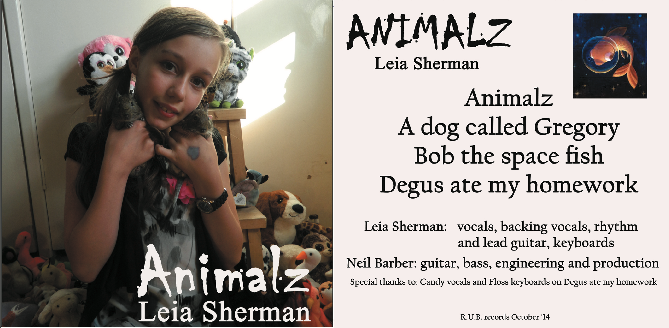 Animalz
Leia Sherman
ANIMALZ
Leia Sherman
Animalz
A dog called Gregory
Bob the space fish
Degus ate my homework
Leia Sherman: vocals, backing vocals, rhythm
and lead guitar, keyboards
Neil Barber: guitar, bass, engineering and production
Special thanks to: Candy vocals and Floss keyboards on Degus ate my homework
R.U.B. records October '14